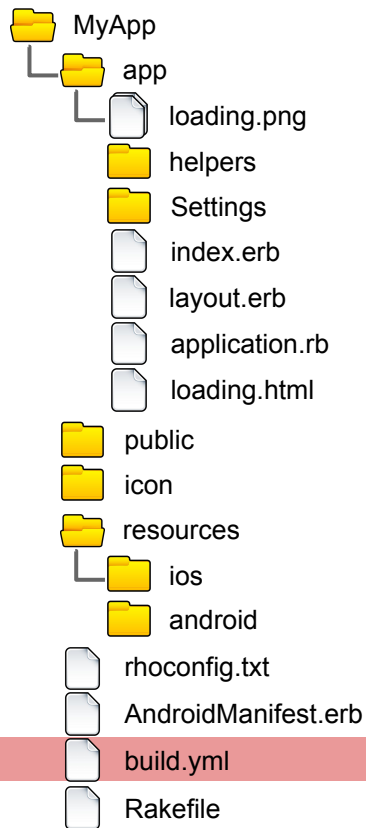 MyApp
app
loading.png
helpers
Settings
index.erb
layout.erb
application.rb
loading.html
public
icon
resources
ios
android
rhoconfig.txt
AndroidManifest.erb
build.yml
Rakefile